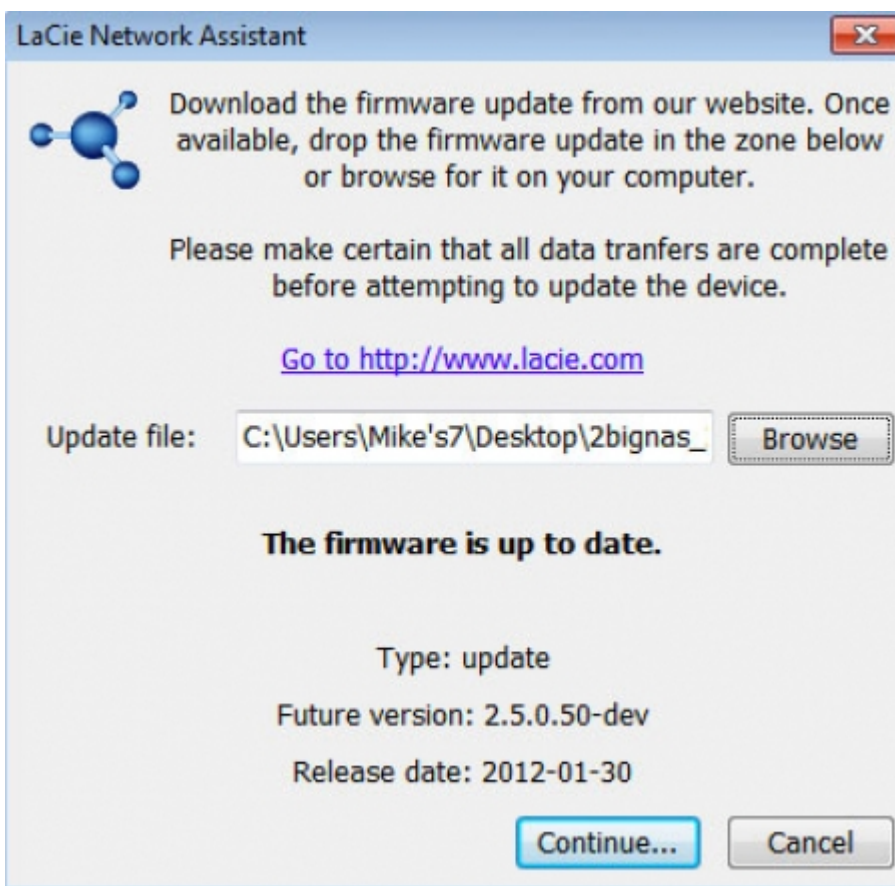 LaCie Network Assistant
Download the firmware update from our website. Once
available, drop the firmware update in the zone below
or browse for it on your computer.
Please make certain that all data tranfers are complete
before attempting to update the device.
Go to http://www.lacie.com
Update file: C:\Users\Mike's7\Desktop\2bignas_ Browse
The firmware is up to date.
Type: update
Future version: 2.5.0.50-dev
Release date: 2012-01-30
Continue... Cancel